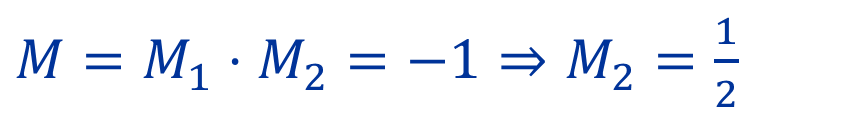 M = M₁ · M₂ = −1 ⇒ M₂ = 1/2